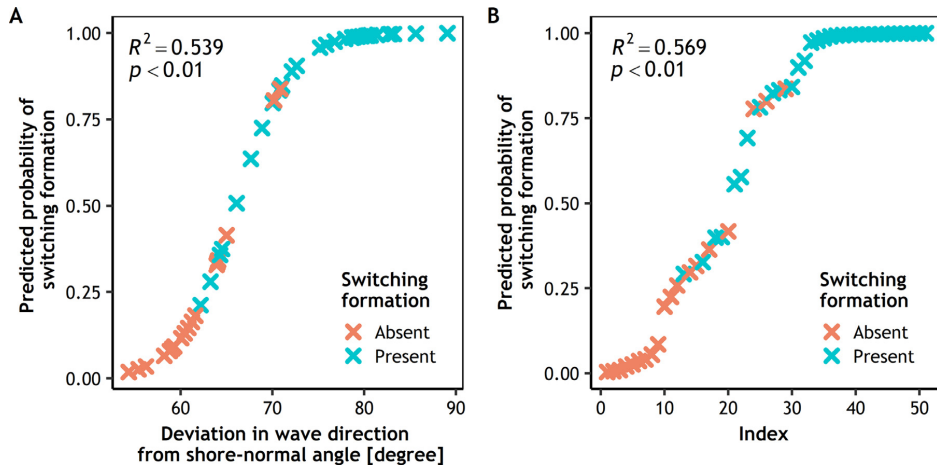 A
R² = 0.539
p < 0.01
Predicted probability of
switching formation
1.00
0.75
0.50
0.25
0.00
Switching
formation
Absent
Present
60 70 80 90
Deviation in wave direction
from shore-normal angle [degree]
B
R² = 0.569
p < 0.01
Predicted probability of
switching formation
1.00
0.75
0.50
0.25
0.00
Switching
formation
Absent
Present
0 10 20 30 40 50
Index